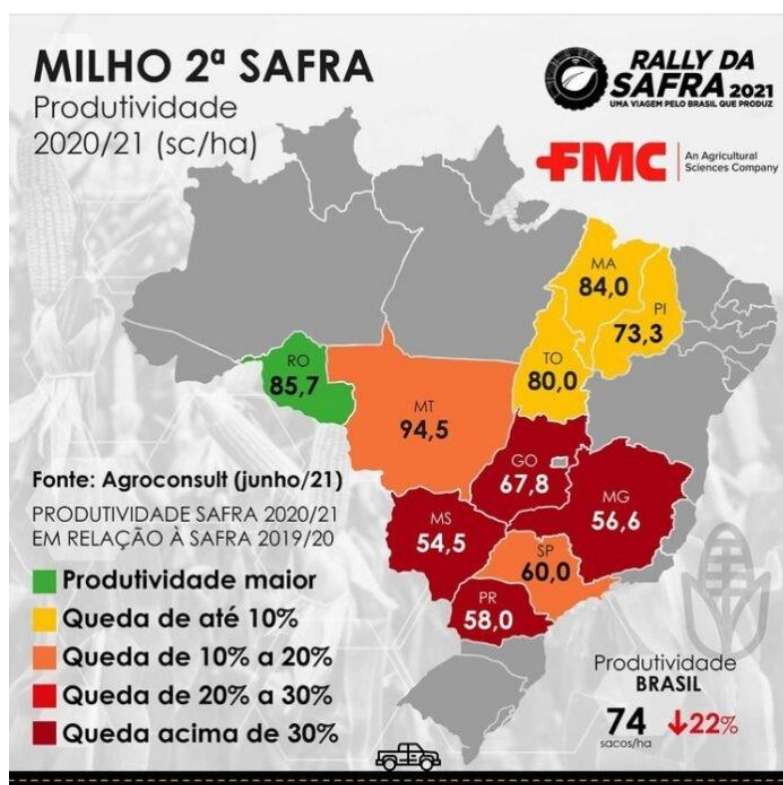 MILHO 2ª SAFRA
Produtividade
2020/21 (sc/ha)
RALLY DA
SAFRA 2021
UMA VIAGEM PELO BRASIL QUE PRODUZ
FMC
An Agricultural
Sciences Company
MA
84,0
PI
73,3
TO
80,0
RO
85,7
MT
94,5
GO
67,8
MG
56,6
MS
54,5
SP
60,0
PR
58,0
Fonte: Agroconsult (junho/21)
PRODUTIVIDADE SAFRA 2020/21
EM RELAÇÃO À SAFRA 2019/20
Produtividade maior
Queda de até 10%
Queda de 10% a 20%
Queda de 20% a 30%
Queda acima de 30%
Produtividade
BRASIL
74 22%
sacos/ha